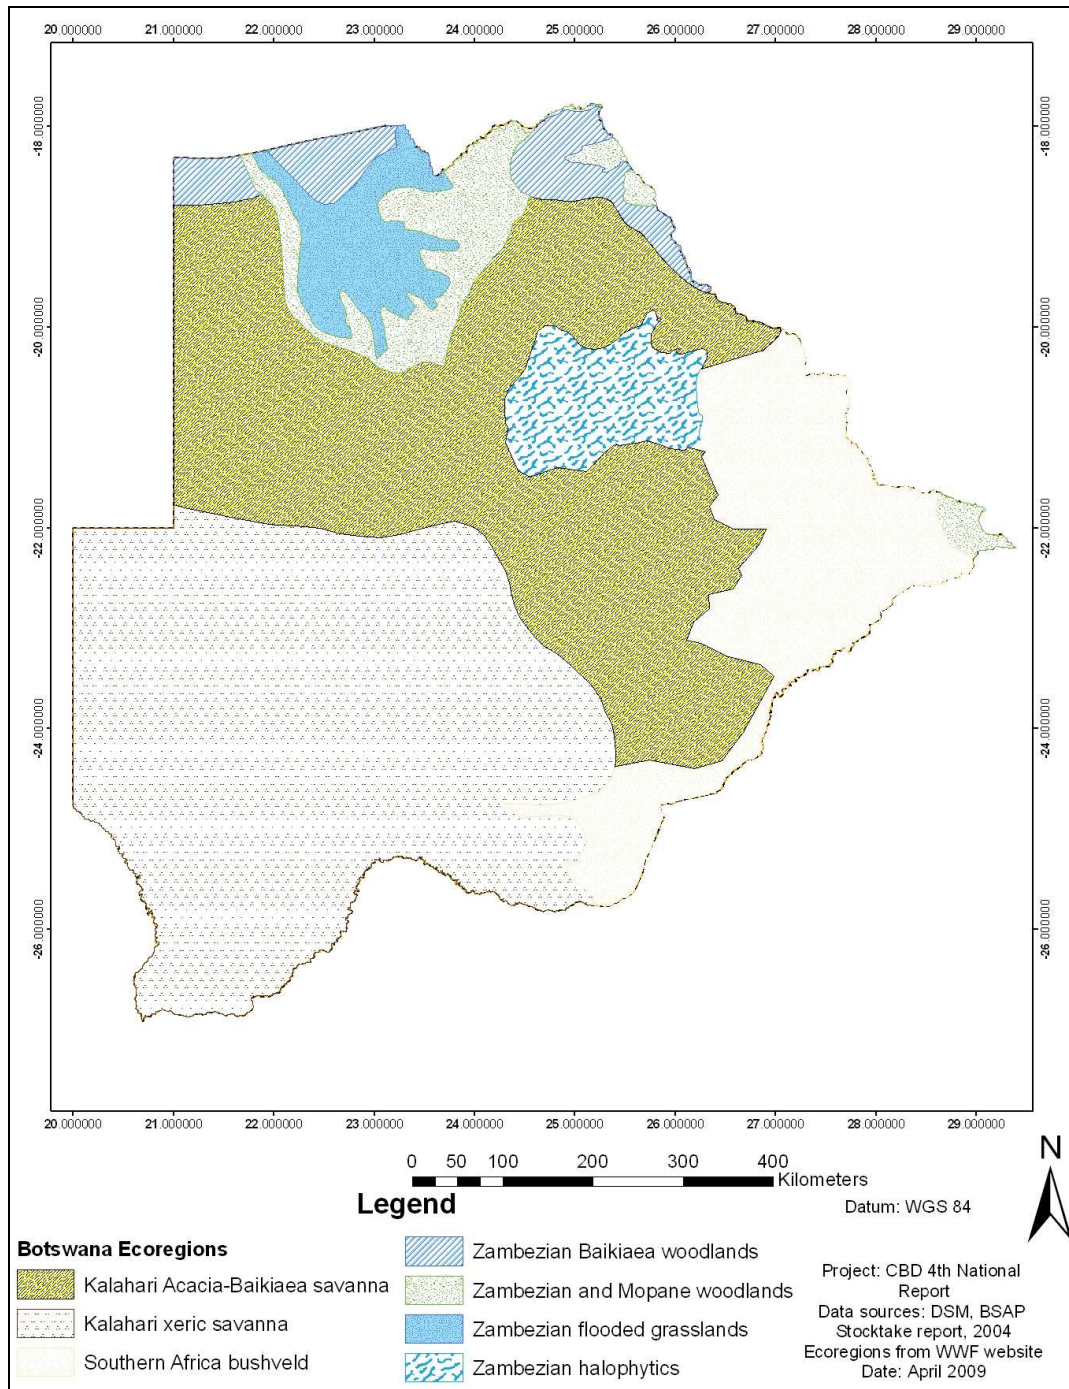 20.000000 21.000000 22.000000 23.000000 24.000000 25.000000 26.000000 27.000000 28.000000 29.000000
-18.000000 -18.000000
-20.000000 -20.000000
-22.000000 -22.000000
-24.000000 -24.000000
-26.000000 -26.000000
20.000000 21.000000 22.000000 23.000000 24.000000 25.000000 26.000000 27.000000 28.000000 29.000000
N
0 50 100 200 300 400
Kilometers
Legend
Datum: WGS 84
Botswana Ecoregions
Kalahari Acacia-Baikiaea savanna
Kalahari xeric savanna
Southern Africa bushveld
Zambezian Baikiaea woodlands
Zambezian and Mopane woodlands
Zambezian flooded grasslands
Zambezian halophytics
Project: CBD 4th National
Report
Data sources: DSM, BSAP
Stocktake report, 2004
Ecoregions from WWF website
Date: April 2009